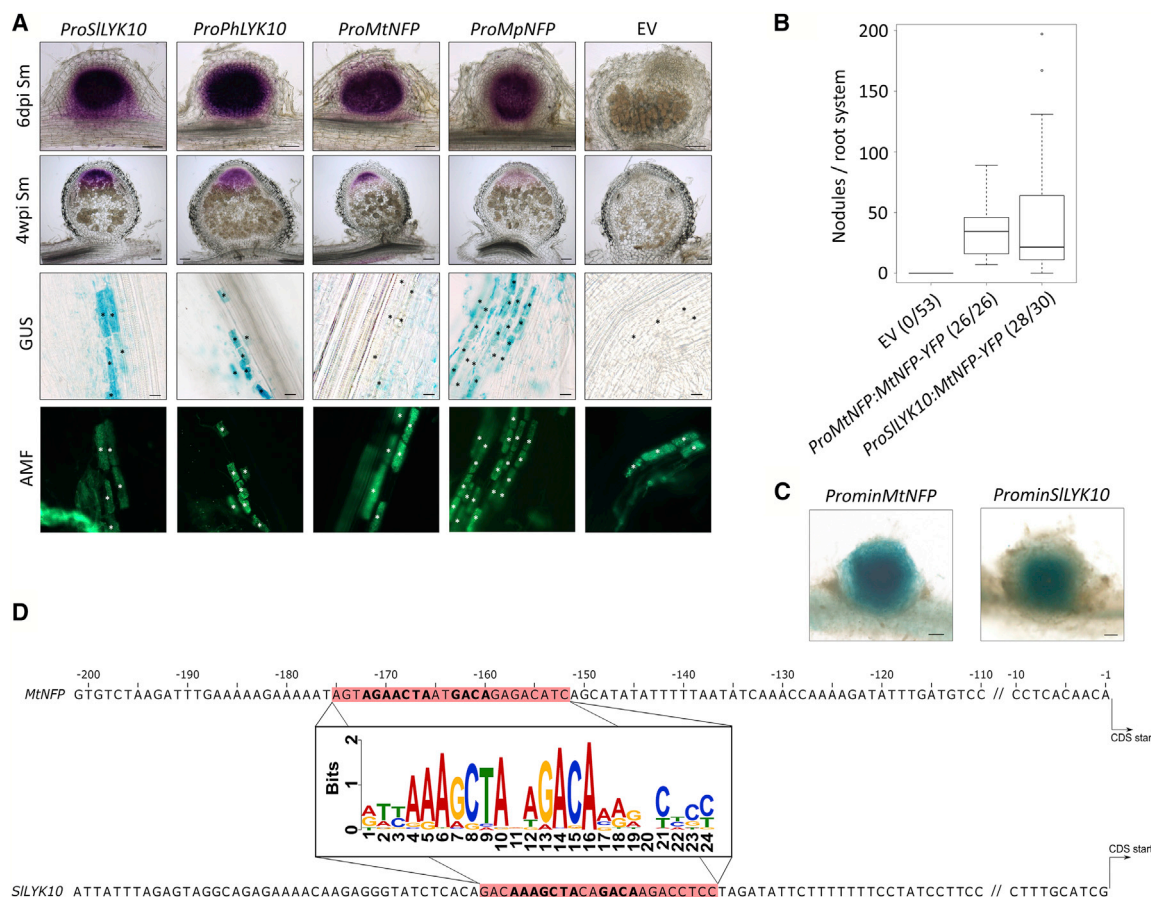 A
ProSlLYK10 ProPhLYK10 ProMtNFP ProMpNFP EV
6dpi Sm
4wpi Sm
GUS
AMF
B
Nodules / root system
200
150
100
50
0
EV (0/53)
ProMtNFP:MtNFP-YFP (26/26)
ProSlLYK10:MtNFP-YFP (28/30)
C
ProminMtNFP ProminSlLYK10
D
-200 -190 -180 -170 -160 -150 -140 -130 -120 -110 -10 -1
MtNFP GTGTCTAAGATTTGAAAAAGAAAAATAGTAGAACTAATGACAGAGACATCAGCATATATTTTTAATATCAAACCAAAAGATATTTGATGTCC // CCTCACAACA
CDS start
Bits
2
1
0
1 2 3 4 5 6 7 8 9 10 11 12 13 14 15 16 17 18 19 20 21 22 23 24
CDS start
SlLYK10 ATTATTTAGAGTAGGCAGAGAAAACAAGAGGGTATCTCACAGACAAAGCTACAGACAAGACCTCCTAGATATTCTTTTTTTCCTATCCTTCC // CTTTGCATCG